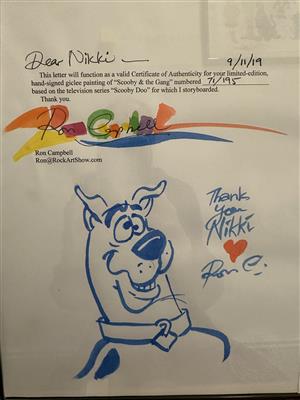 Dear Nikki —
9/11/19
This letter will function as a valid Certificate of Authenticity for your limited-edition,
hand-signed giclee painting of "Scooby & the Gang" numbered 71/195
based on the television series "Scooby Doo" for which I storyboarded.
Thank you.
Ron Campbell
Ron Campbell
Ron@RockArtShow.com
Thank
you
Nikki
Ron C.